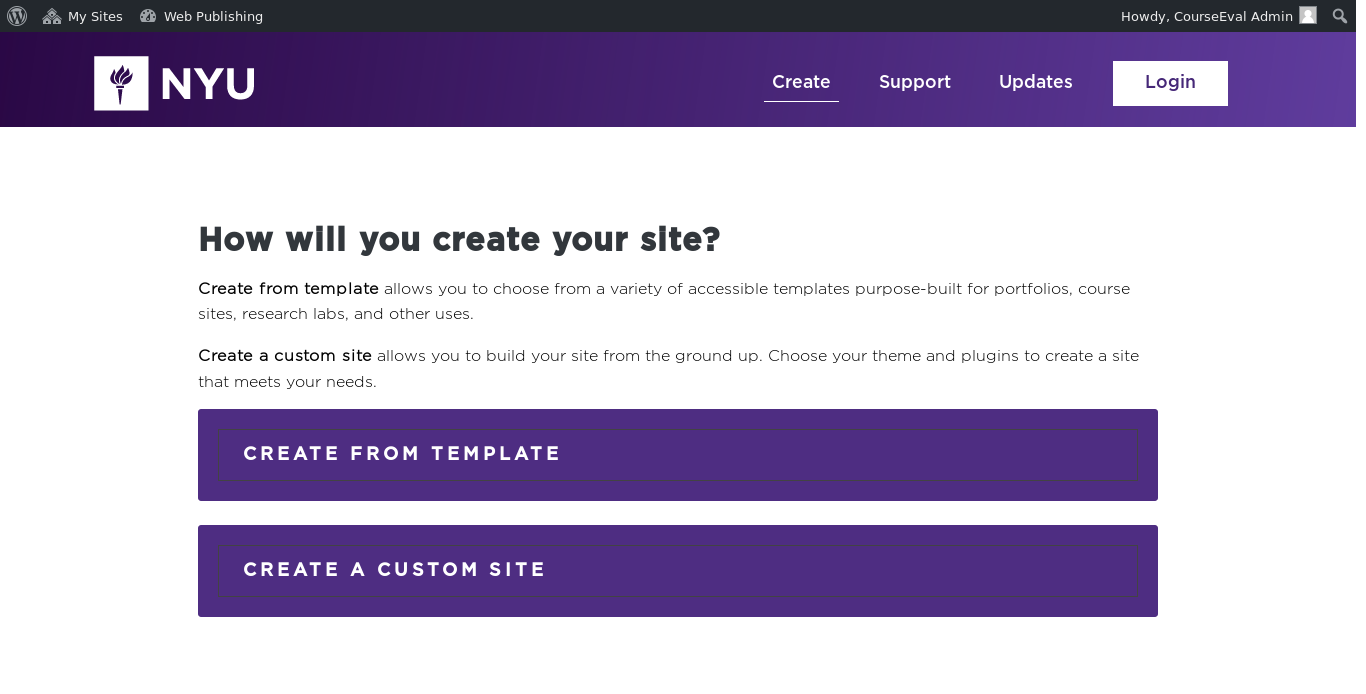 My Sites Web Publishing Howdy, CourseEval Admin
NYU Create Support Updates Login
How will you create your site?
Create from template allows you to choose from a variety of accessible templates purpose-built for portfolios, course
sites, research labs, and other uses.
Create a custom site allows you to build your site from the ground up. Choose your theme and plugins to create a site
that meets your needs.
CREATE FROM TEMPLATE
CREATE A CUSTOM SITE